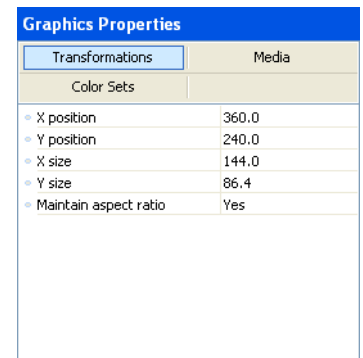 Graphics Properties
Transformations Media
Color Sets
X position 360.0
Y position 240.0
X size 144.0
Y size 86.4
Maintain aspect ratio Yes